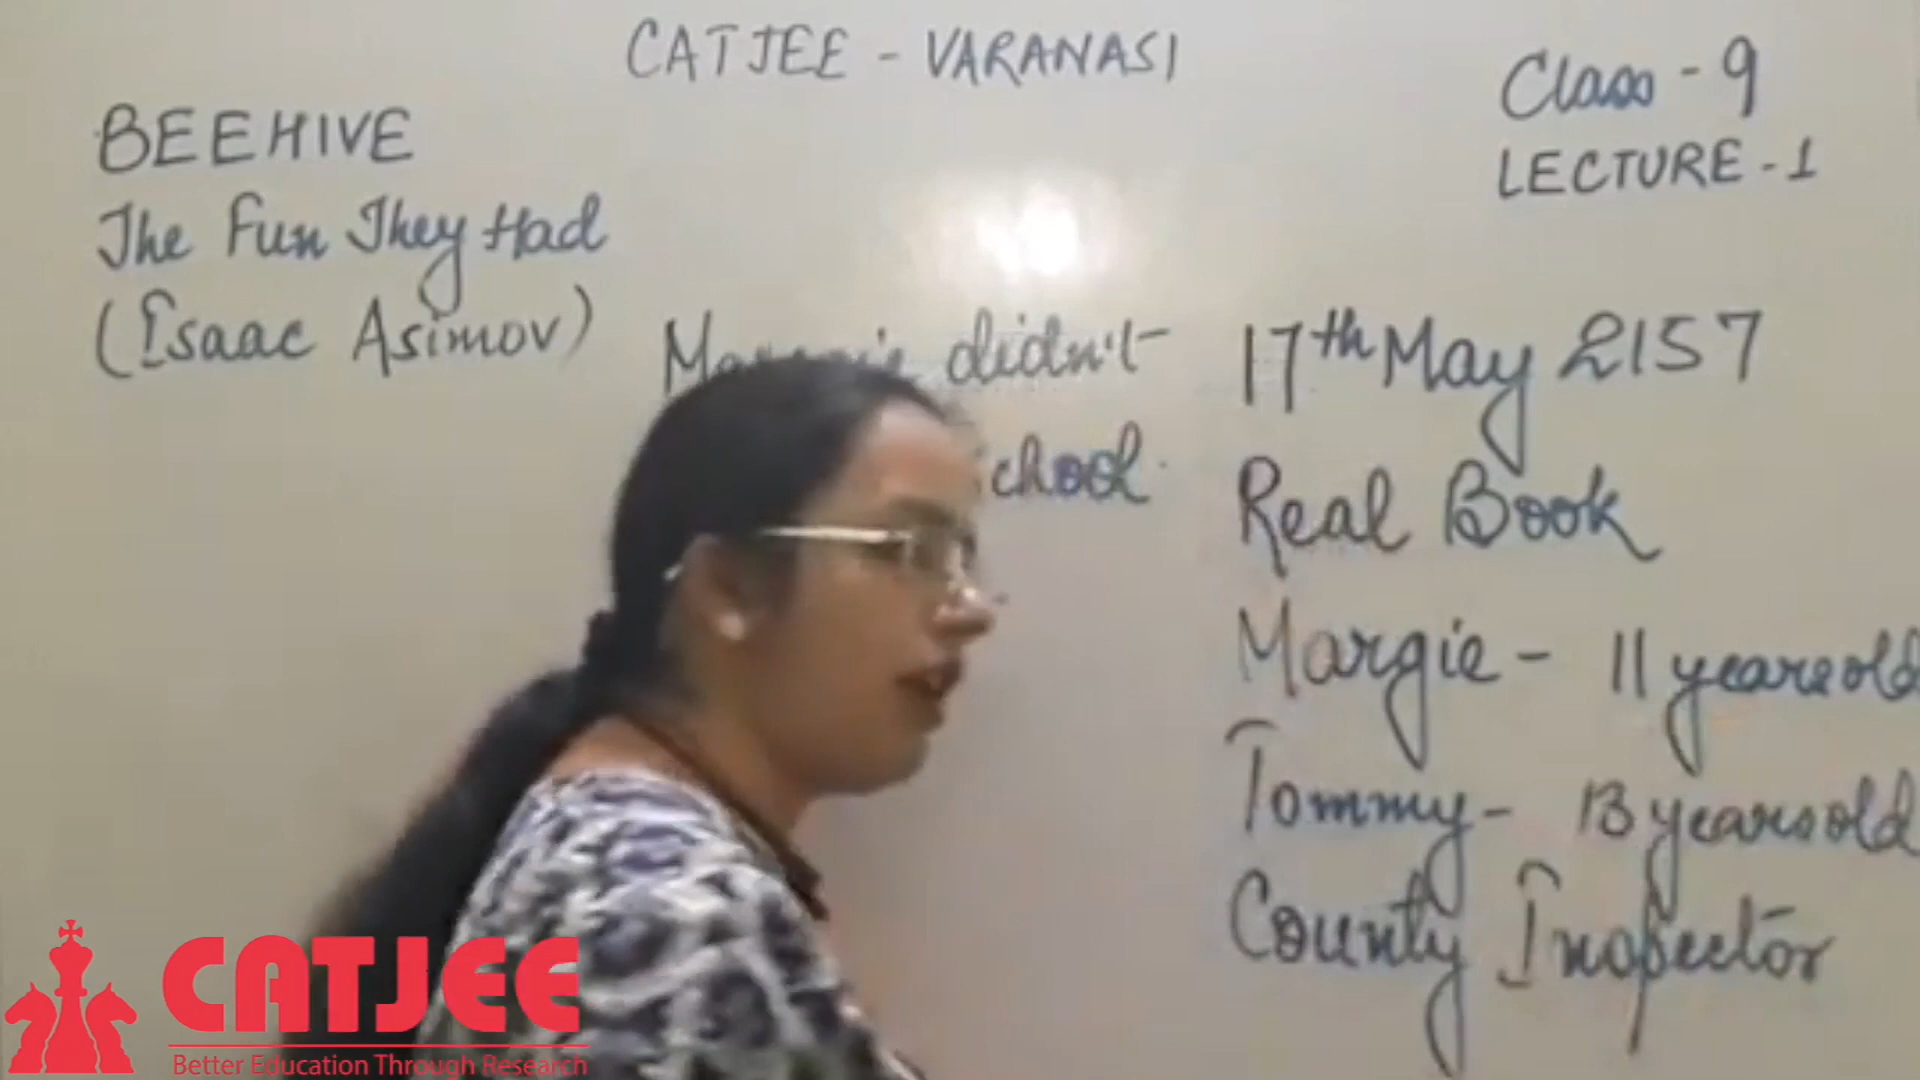 CATJEE - VARANASI
Class - 9
LECTURE - 1
BEEHIVE
The Fun They Had
(Isaac Asimov)
didn't
chool.
17th May 2157
Real Book
Margie - 11 years old
Tommy - 13 years old
County Inspector
CATJEE
Better Education Through Research